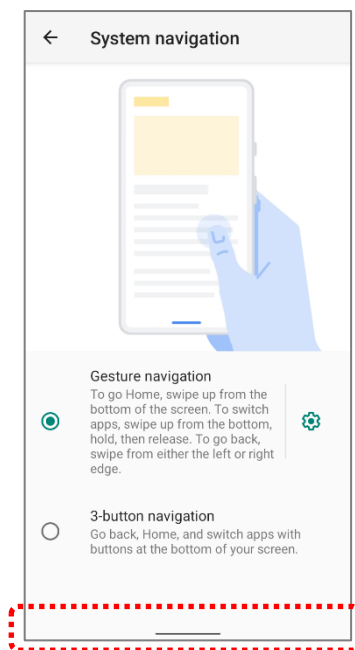 System navigation
Gesture navigation
To go Home, swipe up from the
bottom of the screen. To switch
apps, swipe up from the bottom,
hold, then release. To go back,
swipe from either the left or right
edge.
3-button navigation
Go back, Home, and switch apps with
buttons at the bottom of your screen.